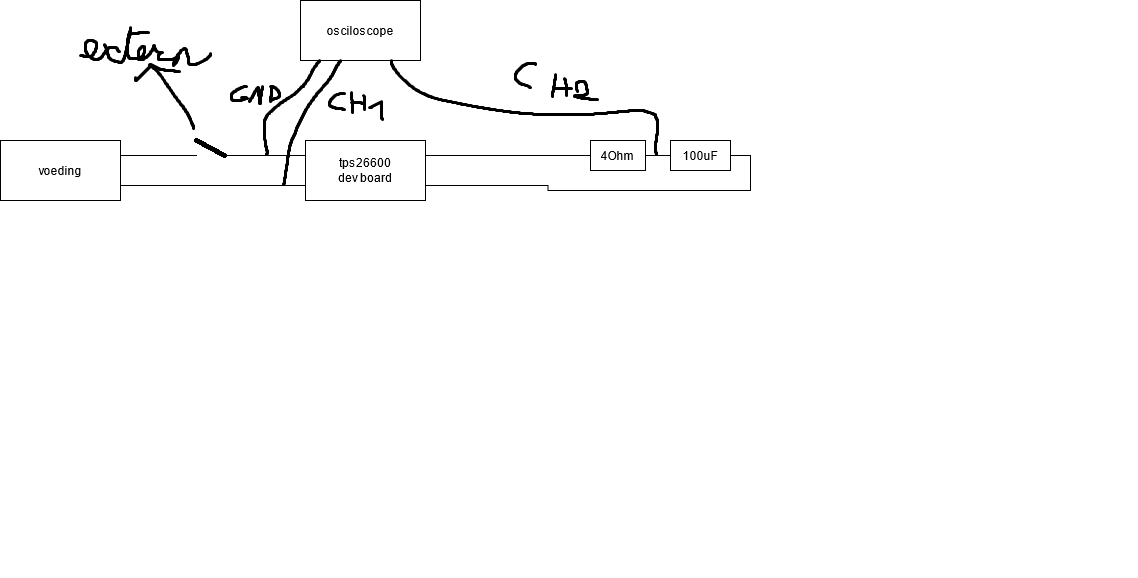 osciloscope
extern
GND
CH1
CH2
voeding
tps26600
dev board
4Ohm
100uF